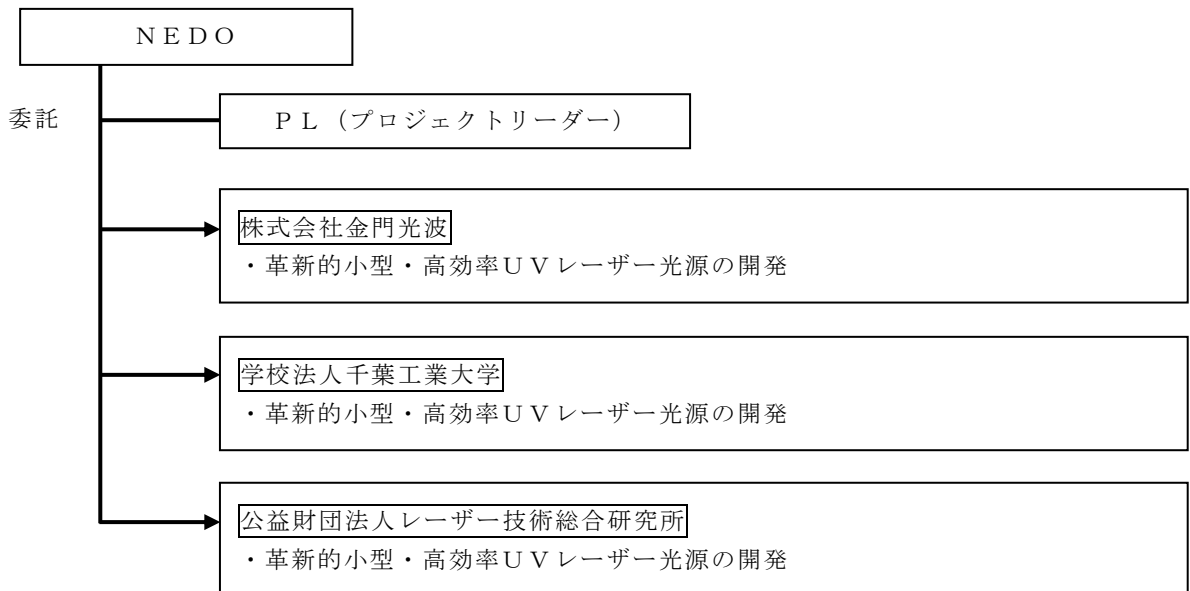 ＮＥＤＯ
委託
ＰＬ（プロジェクトリーダー）
株式会社金門光波
・革新的小型・高効率ＵＶレーザー光源の開発
学校法人千葉工業大学
・革新的小型・高効率ＵＶレーザー光源の開発
公益財団法人レーザー技術総合研究所
・革新的小型・高効率ＵＶレーザー光源の開発